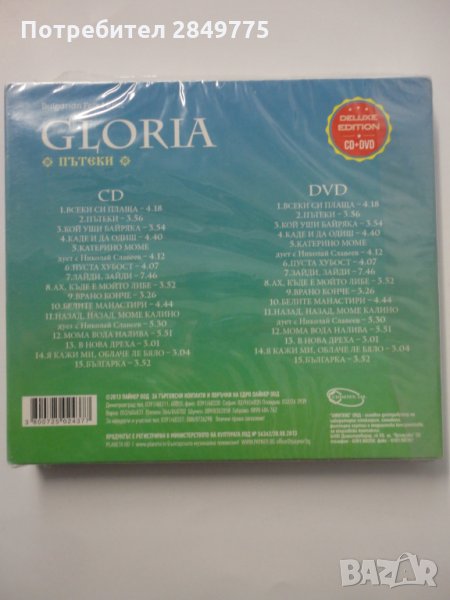 Потребител 2849775
Bulgarian
GLORIA
ПЪТЕКИ
DELUXE
EDITION
CD+DVD
CD
1.ВСЕКИ СИ ПЛАЩА – 4.18
2.ПЪТЕКИ – 3.56
3.КОЙ УШИ БАЙРЯКА – 3.54
4.КАДЕ И ДА ОДИШ – 4.40
5.КАТЕРИНО МОМЕ
дует с Николай Славеев – 4.12
6.ПУСТА ХУБОСТ – 4.07
7.ЗАЙДИ, ЗАЙДИ – 7.46
8.АХ, КЪДЕ Е МОЙТО ЛИБЕ – 3.52
9.ВРАНО КОНЧЕ – 3.26
10.БЕЛИТЕ МАНАСТИРИ – 4.44
11.НАЗАД, НАЗАД, МОМЕ КАЛИНО
дует с Николай Славеев – 5.30
12.МОМА ВОДА НАЛИВА – 5.51
13. В НОВА ДРЕХА – 3.01
14.Я КАЖИ МИ, ОБЛАЧЕ ЛЕ БЯЛО – 3.04
15.БЪЛГАРКА – 3.52
DVD
1.ВСЕКИ СИ ПЛАЩА – 4.18
2.ПЪТЕКИ – 3.56
3.КОЙ УШИ БАЙРЯКА – 3.54
4.КАДЕ И ДА ОДИШ – 4.40
5.КАТЕРИНО МОМЕ
дует с Николай Славеев – 4.12
6.ПУСТА ХУБОСТ – 4.07
7.ЗАЙДИ, ЗАЙДИ – 7.46
8.АХ, КЪДЕ Е МОЙТО ЛИБЕ – 3.52
9.ВРАНО КОНЧЕ – 3.26
10.БЕЛИТЕ МАНАСТИРИ – 4.44
11.НАЗАД, НАЗАД, МОМЕ КАЛИНО
дует с Николай Славеев – 5.30
12.МОМА ВОДА НАЛИВА – 5.51
13. В НОВА ДРЕХА – 3.01
14.Я КАЖИ МИ, ОБЛАЧЕ ЛЕ БЯЛО – 3.04
15.БЪЛГАРКА – 3.52
©2013 ПАЙНЕР ООД
3 800725 024371
BAZAR